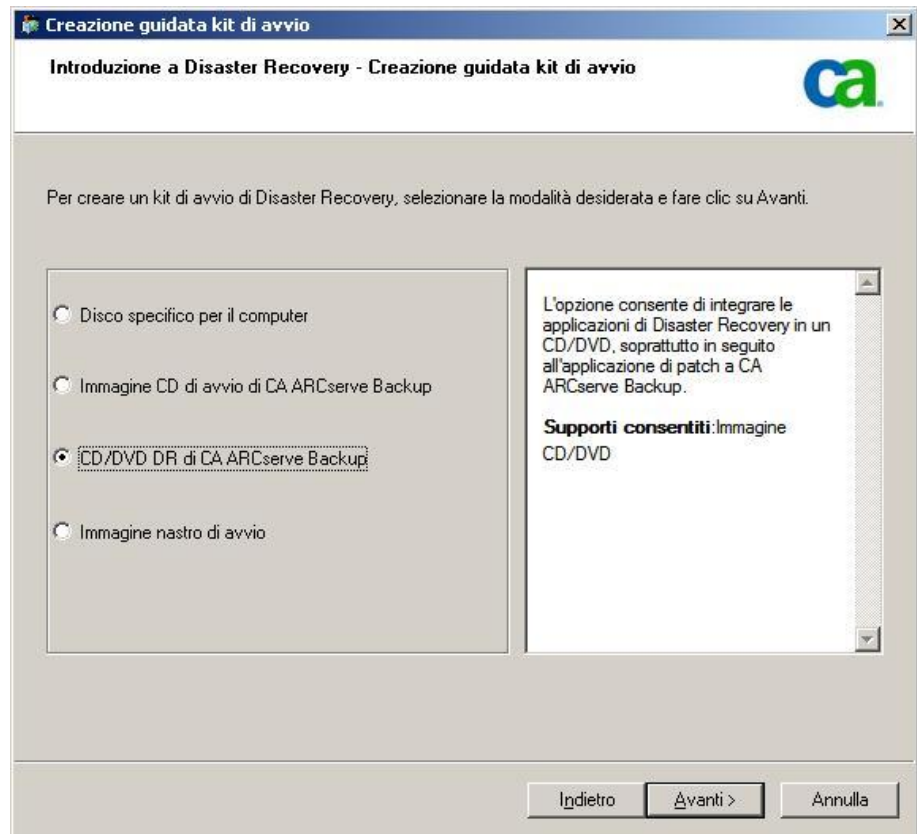 Creazione guidata kit di avvio
Introduzione a Disaster Recovery - Creazione guidata kit di avvio
ca.
Per creare un kit di avvio di Disaster Recovery, selezionare la modalità desiderata e fare clic su Avanti.
Disco specifico per il computer
Immagine CD di avvio di CA ARCserve Backup
CD/DVD DR di CA ARCserve Backup
Immagine nastro di avvio
L'opzione consente di integrare le
applicazioni di Disaster Recovery in un
CD/DVD, soprattutto in seguito
all'applicazione di patch a CA
ARCserve Backup.
Supporti consentiti:Immagine
CD/DVD
Indietro
Avanti >
Annulla